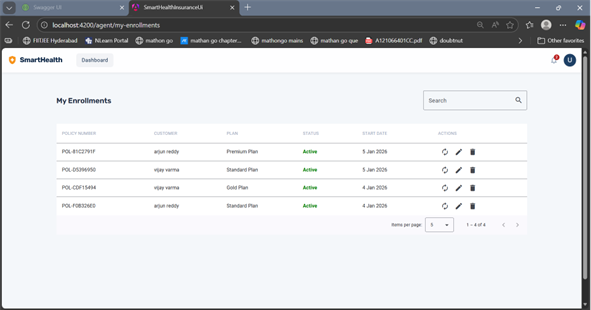 Swagger UI
SmartHealthInsuranceUi
localhost:4200/agent/my-enrollments
FIITJEE Hyderabad
NLearn Portal
mathon go
mathan go chapter...
mathongo mains
mathan go que
A121066401CC.pdf
doubtnut
Other favorites
SmartHealth
Dashboard
U
My Enrollments
Search
POLICY NUMBER CUSTOMER PLAN STATUS START DATE ACTIONS
POL-81C2791F arjun reddy Premium Plan Active 5 Jan 2026
POL-D5396950 vijay varma Standard Plan Active 5 Jan 2026
POL-CDF15494 vijay varma Gold Plan Active 4 Jan 2026
POL-F0B326E0 arjun reddy Standard Plan Active 4 Jan 2026
Items per page: 5 1 – 4 of 4